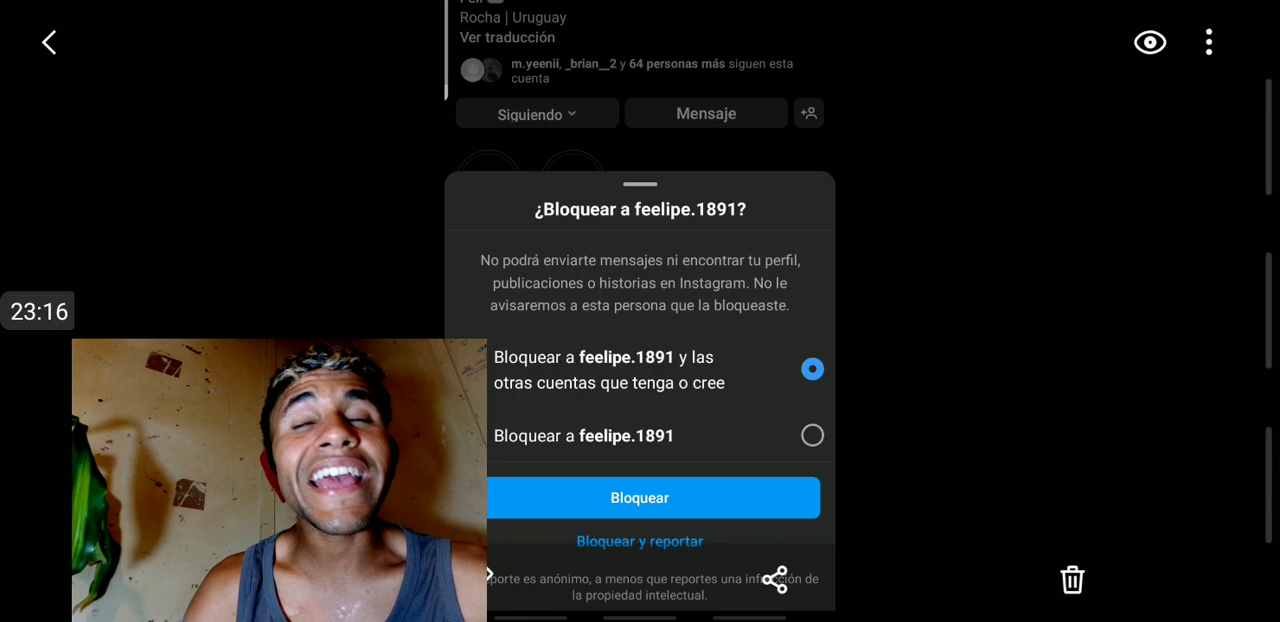 Rocha | Uruguay
Ver traducción
m.yeenii, _brian__2 y 64 personas más siguen esta
cuenta
Siguiendo
Mensaje
¿Bloquear a feelipe.1891?
No podrá enviarte mensajes ni encontrar tu perfil,
publicaciones o historias en Instagram. No le
avisaremos a esta persona que la bloqueaste.
23:16
Bloquear a feelipe.1891 y las
otras cuentas que tenga o cree
Bloquear a feelipe.1891
Bloquear
Bloquear y reportar
es anónimo, a menos que reportes una infracción de
la propiedad intelectual.